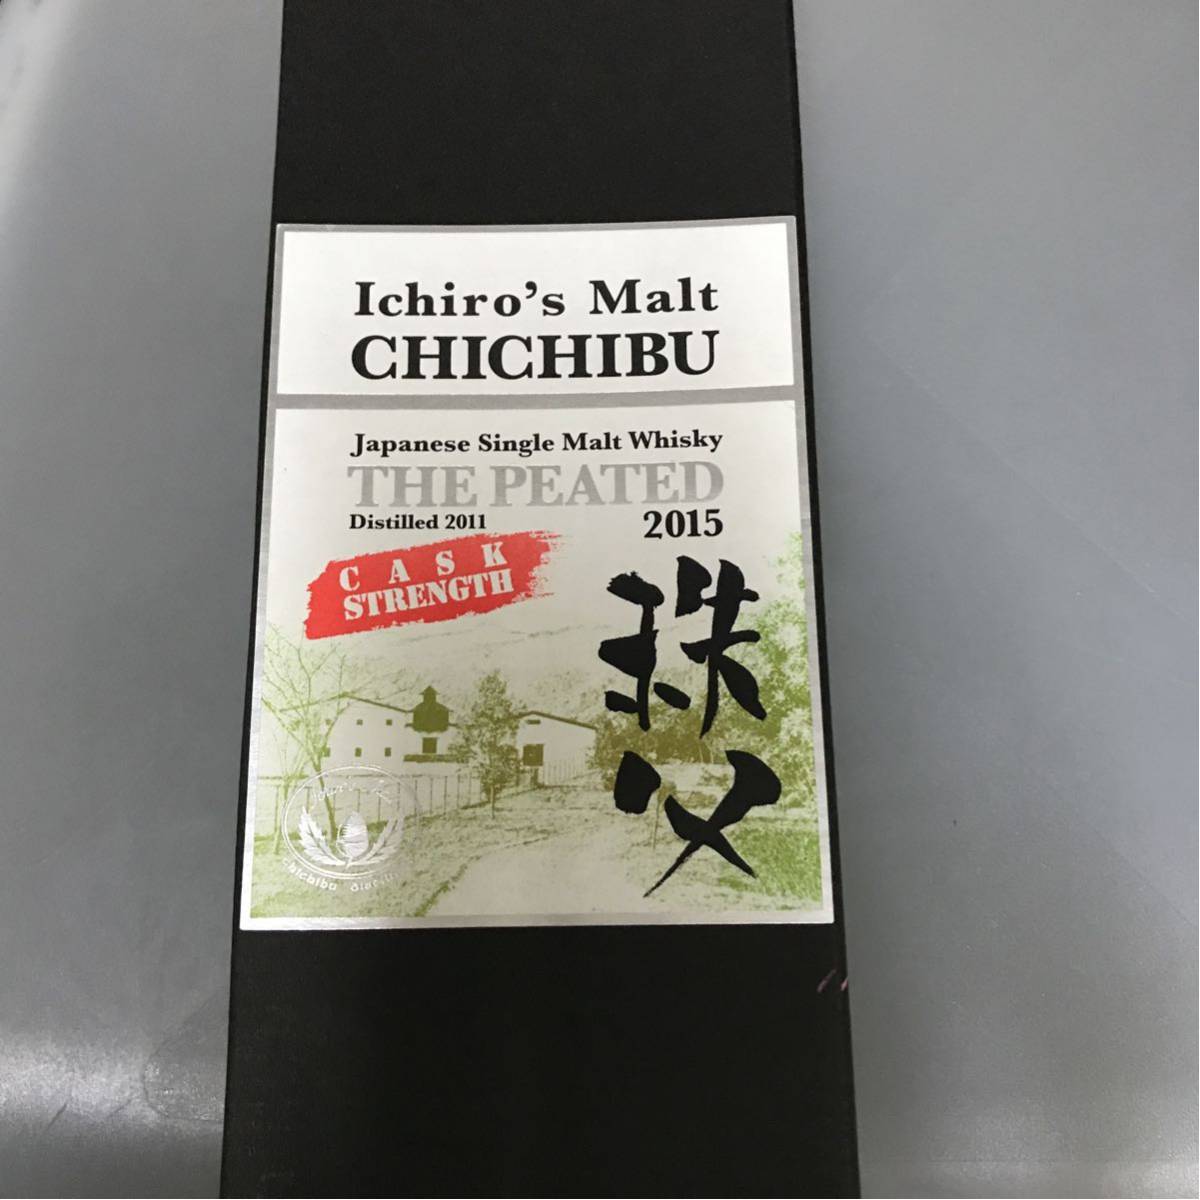 Ichiro's Malt
CHICHIBU
Japanese Single Malt Whisky
THE PEATED
Distilled 2011
2015
CASK
STRENGTH
秩父